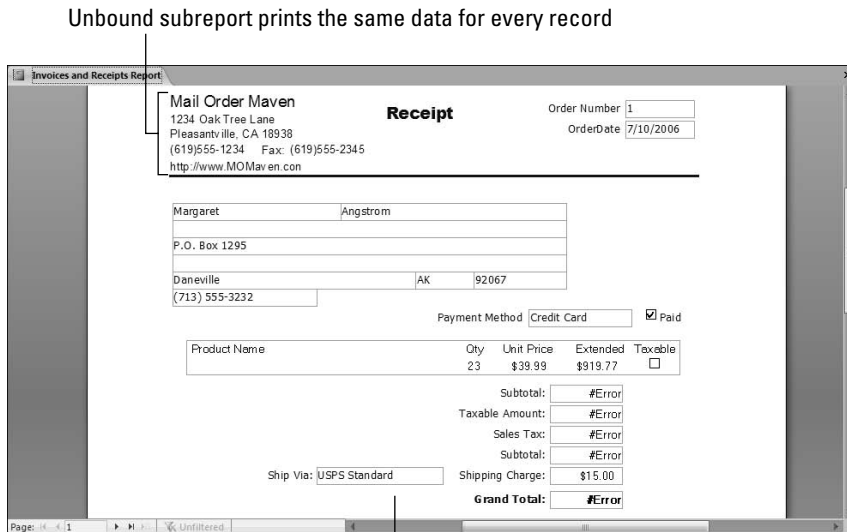 Unbound subreport prints the same data for every record
Invoices and Receipts Report
Mail Order Maven
1234 Oak Tree Lane
Pleasantville, CA 18938
(619)555-1234 Fax: (619)555-2345
http://www.MOMaven.con
Receipt
Order Number 1
OrderDate 7/10/2006
Margaret Angstrom
P.O. Box 1295
Daneville AK 92067
(713) 555-3232
Payment Method Credit Card Paid
Product Name Qty Unit Price Extended Taxable
23 $39.99 $919.77
Subtotal: #Error
Taxable Amount: #Error
Sales Tax: #Error
Subtotal: #Error
Ship Via: USPS Standard Shipping Charge: $15.00
Grand Total: #Error
Page: 1 Unfiltered